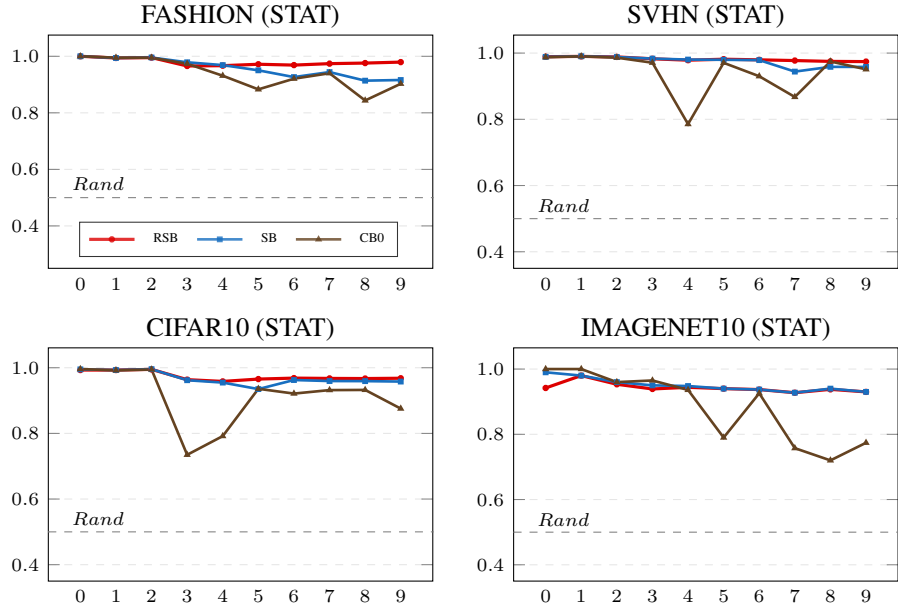 FASHION (STAT)
1.0
0.8
0.6
0.4
Rand
RSB SB CB0
0 1 2 3 4 5 6 7 8 9
SVHN (STAT)
1.0
0.8
0.6
0.4
Rand
0 1 2 3 4 5 6 7 8 9
CIFAR10 (STAT)
1.0
0.8
0.6
0.4
Rand
0 1 2 3 4 5 6 7 8 9
IMAGENET10 (STAT)
1.0
0.8
0.6
0.4
Rand
0 1 2 3 4 5 6 7 8 9